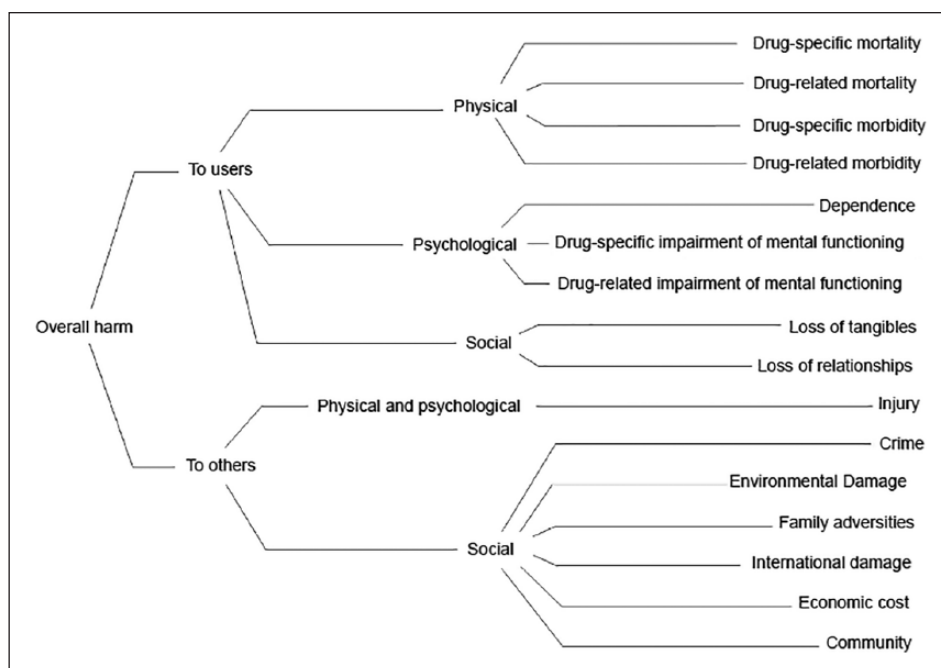 Drug-specific mortality
Drug-related mortality
Physical
Drug-specific morbidity
Drug-related morbidity
To users
Dependence
Psychological
Drug-specific impairment of mental functioning
Drug-related impairment of mental functioning
Overall harm
Loss of tangibles
Social
Loss of relationships
Physical and psychological
Injury
Crime
To others
Environmental Damage
Family adversities
Social
International damage
Economic cost
Community